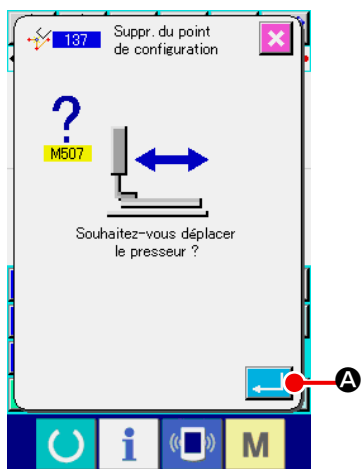 137
Suppr. du point
de configuration
?
M507
Souhaitez-vous déplacer
le presseur ?
A
i
M